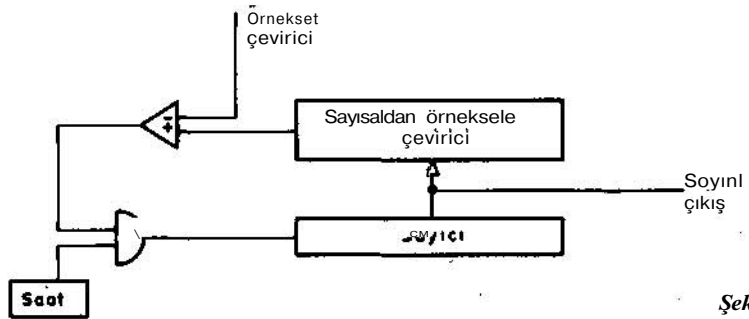 Örnekset
çevirici
− +
Sayısaldan örneksele
çevirici
Soyınl
çıkış
Saat
Şek